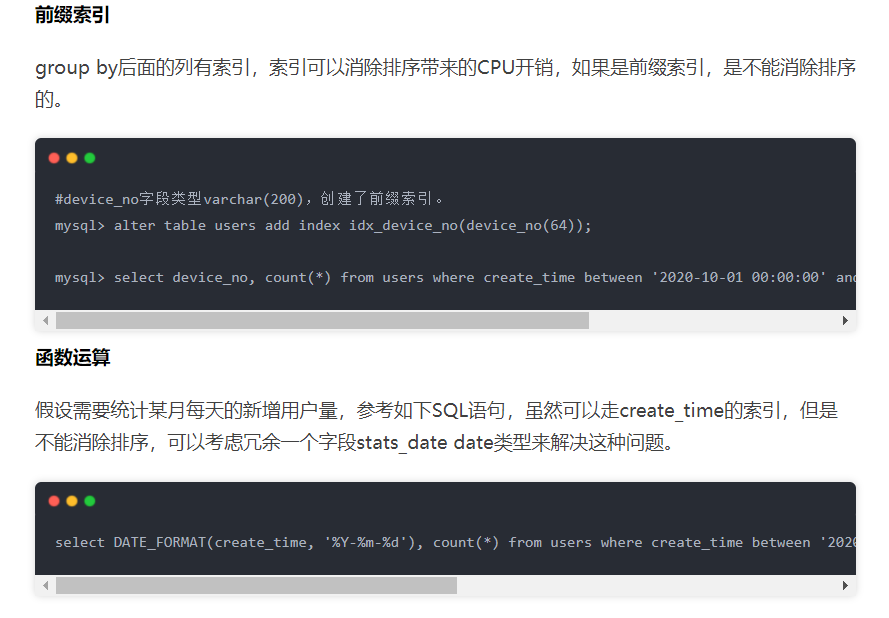 前缀索引
group by后面的列有索引，索引可以消除排序带来的CPU开销，如果是前缀索引，是不能消除排序
的。
#device_no字段类型varchar(200)，创建了前缀索引。
mysql> alter table users add index idx_device_no(device_no(64));
mysql> select device_no, count(*) from users where create_time between '2020-10-01 00:00:00' and
函数运算
假设需要统计某月每天的新增用户量，参考如下SQL语句，虽然可以走create_time的索引，但是
不能消除排序，可以考虑冗余一个字段stats_date date类型来解决这种问题。
select DATE_FORMAT(create_time, '%Y-%m-%d'), count(*) from users where create_time between '2020